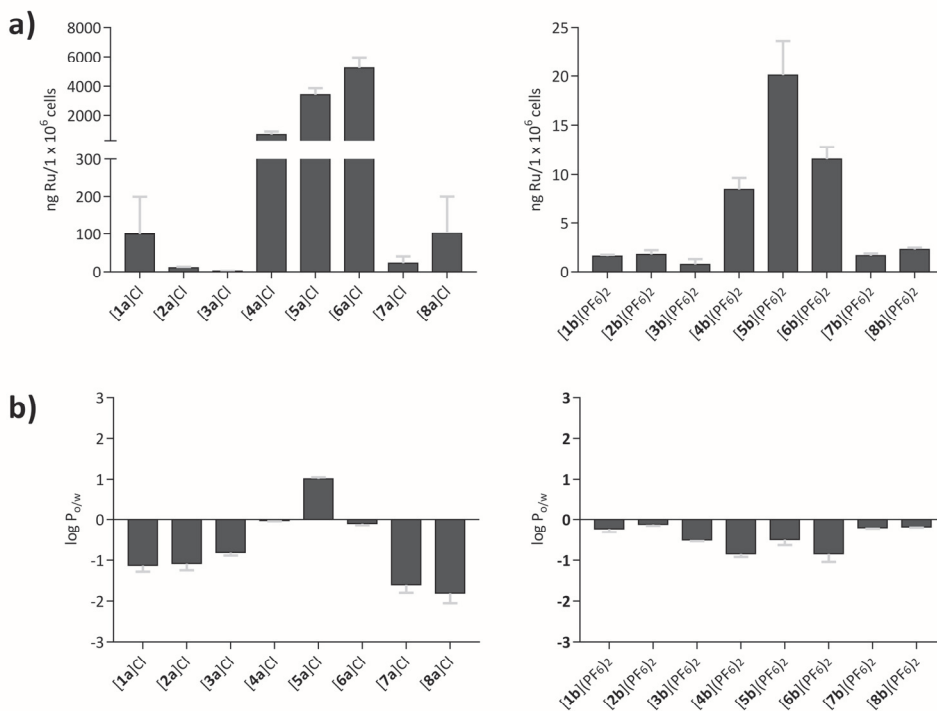 a)
8000
6000
4000
2000
300
200
100
0
ng Ru/1 x 10⁶ cells
[1a]Cl
[2a]Cl
[3a]Cl
[4a]Cl
[5a]Cl
[6a]Cl
[7a]Cl
[8a]Cl
25
20
15
10
5
0
ng Ru/1 x 10⁶ cells
[1b](PF6)2
[2b](PF6)2
[3b](PF6)2
[4b](PF6)2
[5b](PF6)2
[6b](PF6)2
[7b](PF6)2
[8b](PF6)2
b)
3
2
1
0
-1
-2
-3
log P o/w
[1a]Cl
[2a]Cl
[3a]Cl
[4a]Cl
[5a]Cl
[6a]Cl
[7a]Cl
[8a]Cl
3
2
1
0
-1
-2
-3
log P o/w
[1b](PF6)2
[2b](PF6)2
[3b](PF6)2
[4b](PF6)2
[5b](PF6)2
[6b](PF6)2
[7b](PF6)2
[8b](PF6)2